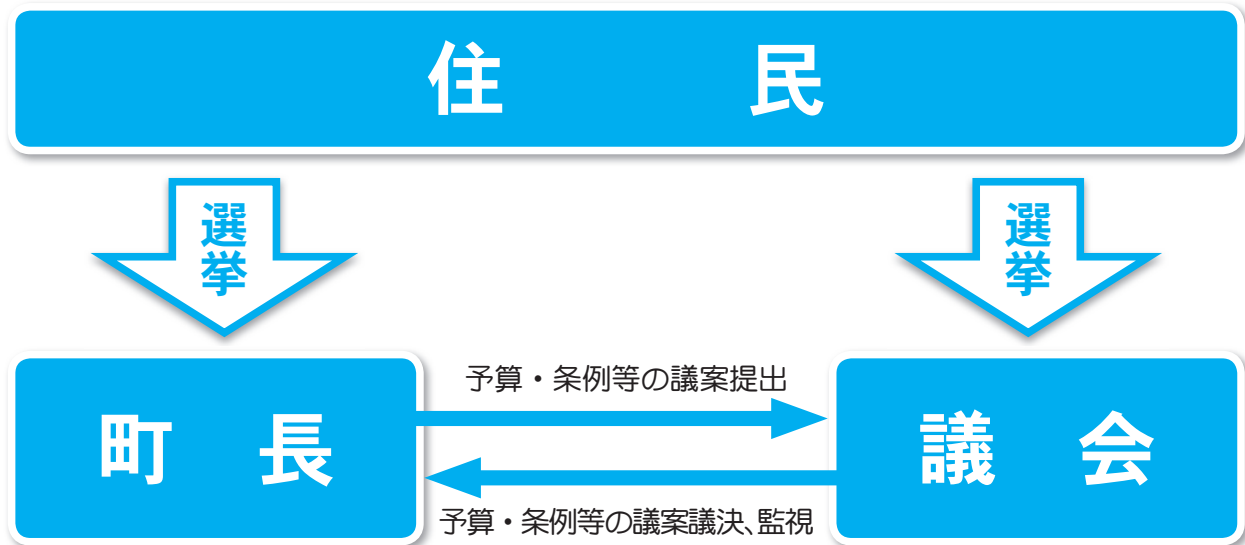 住民
選挙
選挙
予算・条例等の議案提出
町長
議会
予算・条例等の議案議決、監視